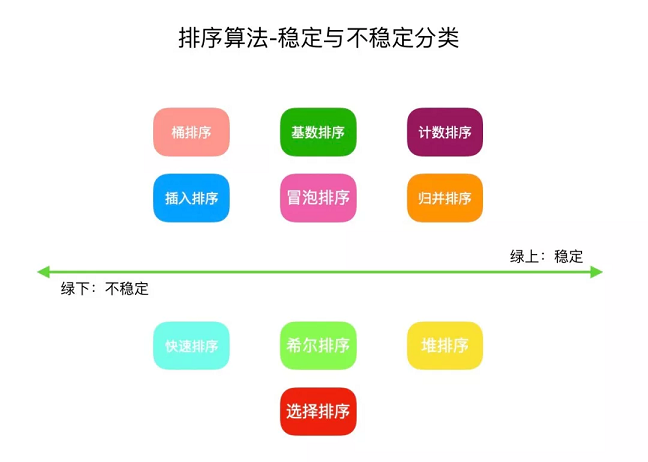 排序算法-稳定与不稳定分类
桶排序
基数排序
计数排序
插入排序
冒泡排序
归并排序
绿上：稳定
绿下：不稳定
快速排序
希尔排序
堆排序
选择排序